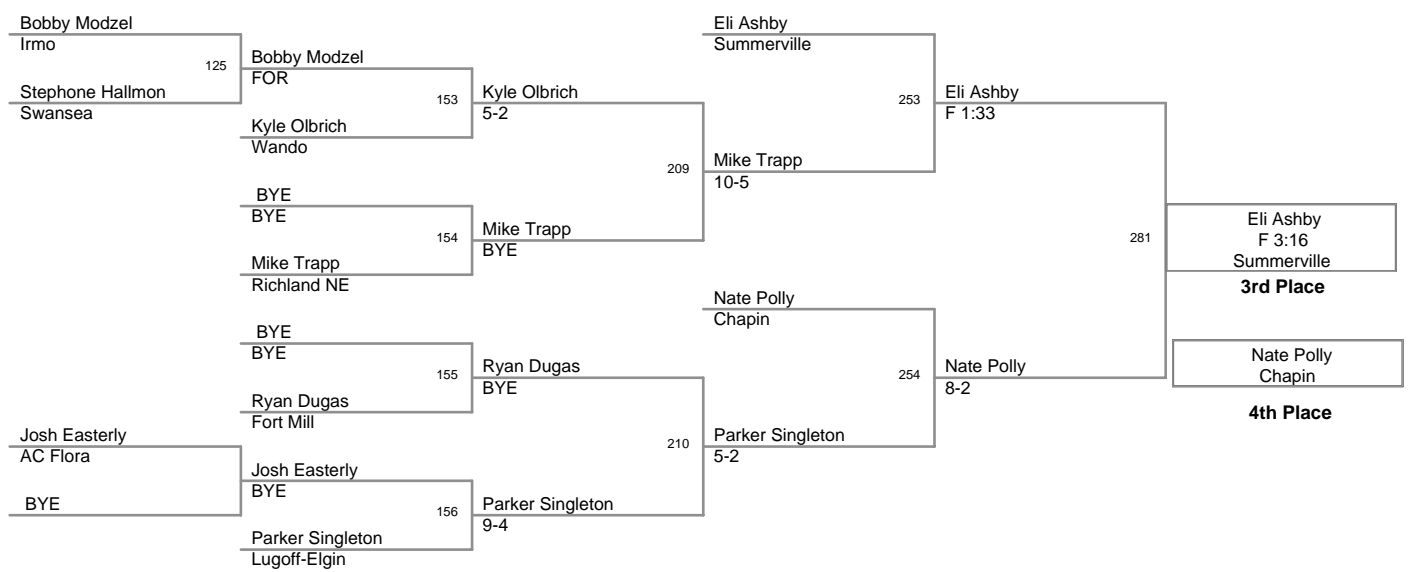 Bobby Modzel
Irmo
125
Stephone Hallmon
Swansea
Bobby Modzel
FOR
153
Kyle Olbrich
Wando
Kyle Olbrich
5-2
BYE
BYE
154
Mike Trapp
Richland NE
Mike Trapp
BYE
209
Eli Ashby
Summerville
253
Mike Trapp
10-5
Eli Ashby
F 1:33
BYE
BYE
155
Ryan Dugas
Fort Mill
Ryan Dugas
BYE
Josh Easterly
AC Flora
BYE
Josh Easterly
BYE
156
Parker Singleton
Lugoff-Elgin
Parker Singleton
9-4
210
Nate Polly
Chapin
254
Parker Singleton
5-2
Nate Polly
8-2
281
Eli Ashby
F 3:16
Summerville
3rd Place
Nate Polly
Chapin
4th Place